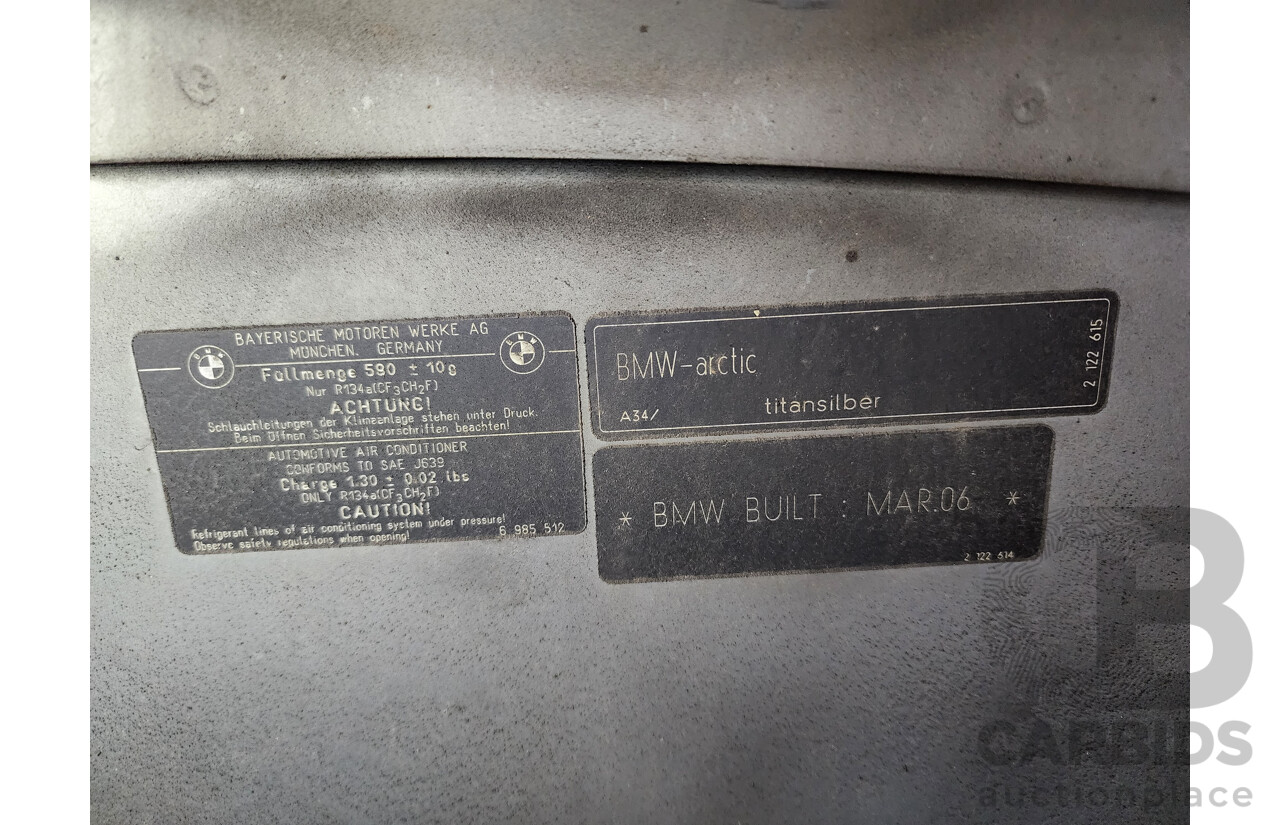 BAYERISCHE MOTOREN WERKE AG
MÜNCHEN. GERMANY
BMW
BMW
Füllmenge 590 ± 10g
Nur R134a(CF3CH2F)
ACHTUNG!
Schlauchleitungen der Klimeanlage stehen unter Druck.
Beim Öffnen Sicherheitsvorschriften beachten!
AUTOMOTIVE AIR CONDITIONER
CONFORMS TO SAE J639
Charge 1.30 ± 0.02 lbs
ONLY R134a(CF3CH2F)
CAUTION!
Refrigerant lines of air conditioning system under pressure!
Observe safety regulations when opening!
6 985 512
BMW-arctic
A34/ titansilber
2 122 615
* BMW BUILT : MAR.06 *
2 122 614
B
CARBIDS
auctionplace